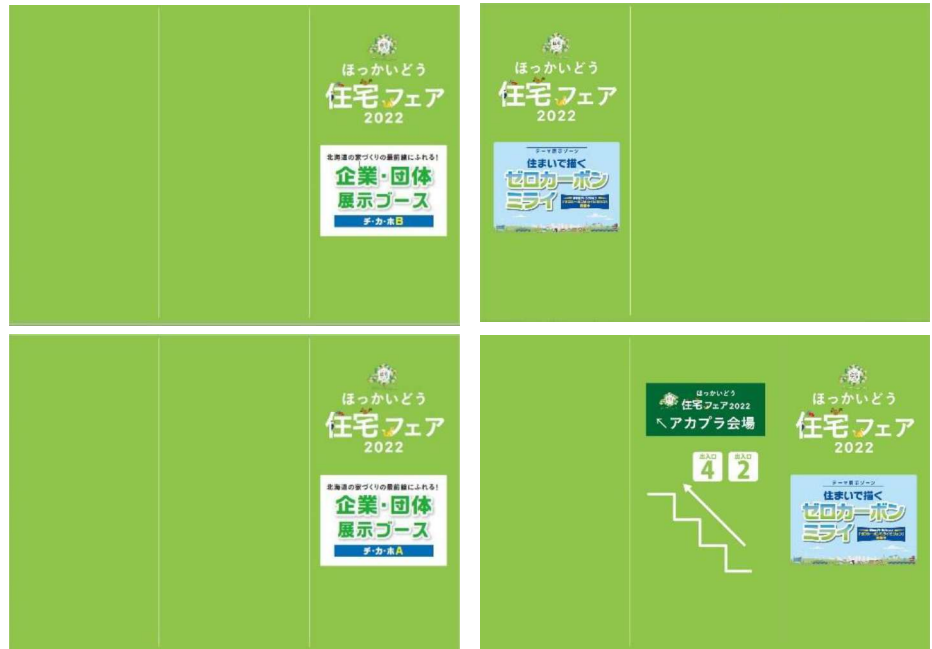 ほっかいどう
住宅フェア
2022
北海道の家づくりの最前線にふれる!
企業・団体
展示ブース
チ・カ・ホB
ほっかいどう
住宅フェア
2022
テーマ展示ゾーン
住まいで描く
ゼロカーボン
ミライ
ほっかいどう
住宅フェア
2022
北海道の家づくりの最前線にふれる!
企業・団体
展示ブース
チ・カ・ホA
ほっかいどう
住宅フェア2022
↖アカプラ会場
出入口 出入口
4 2
ほっかいどう
住宅フェア
2022
テーマ展示ゾーン
住まいで描く
ゼロカーボン
ミライ